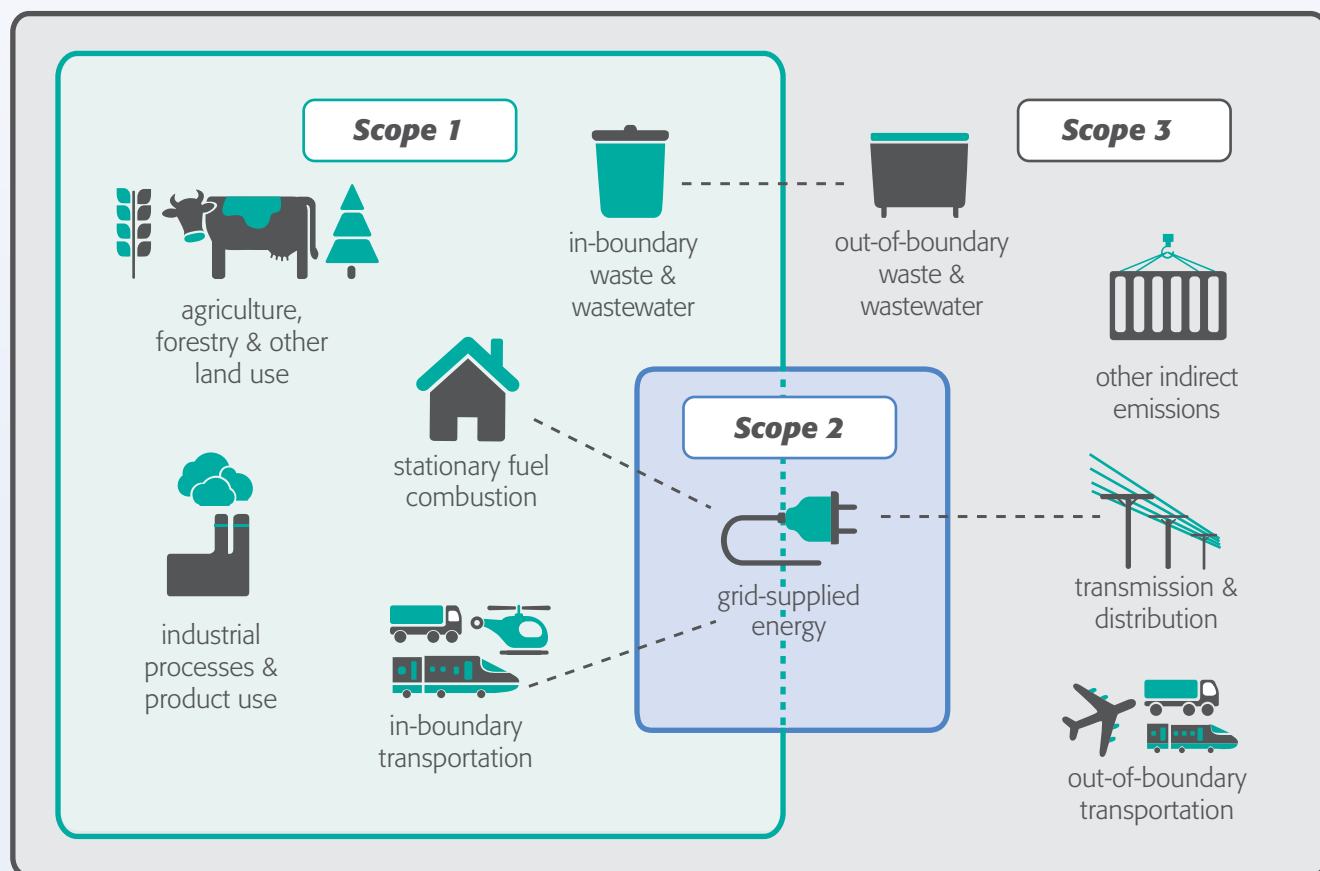 Scope 1
Scope 3
agriculture,
forestry & other
land use
in-boundary
waste &
wastewater
out-of-boundary
waste &
wastewater
other indirect
emissions
stationary fuel
combustion
Scope 2
grid-supplied
energy
transmission &
distribution
industrial
processes &
product use
in-boundary
transportation
out-of-boundary
transportation